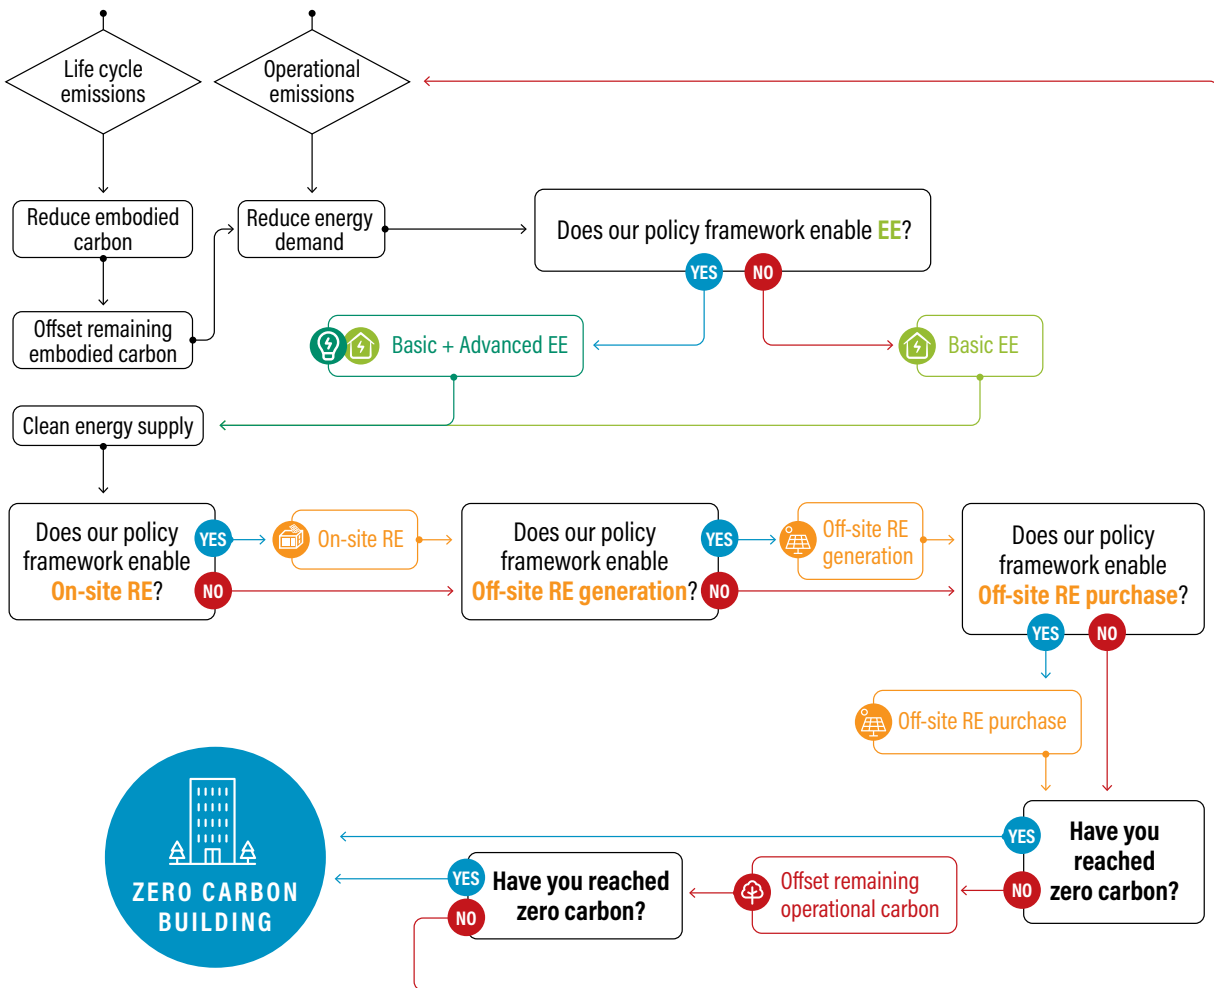 Life cycle
emissions
Operational
emissions
Reduce embodied
carbon
Reduce energy
demand
Does our policy framework enable EE?
YES
NO
Offset remaining
embodied carbon
Basic + Advanced EE
Basic EE
Clean energy supply
Does our policy
framework enable
On-site RE?
YES
NO
On-site RE
Does our policy
framework enable
Off-site RE generation?
YES
NO
Off-site RE
generation
Does our policy
framework enable
Off-site RE purchase?
YES
NO
Off-site RE purchase
Have you
reached
zero carbon?
YES
NO
Offset remaining
operational carbon
Have you reached
zero carbon?
YES
NO
ZERO CARBON
BUILDING